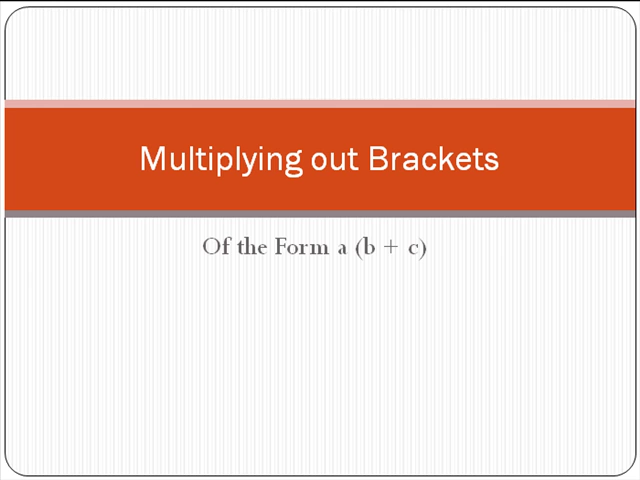 Multiplying out Brackets
Of the Form a (b + c)